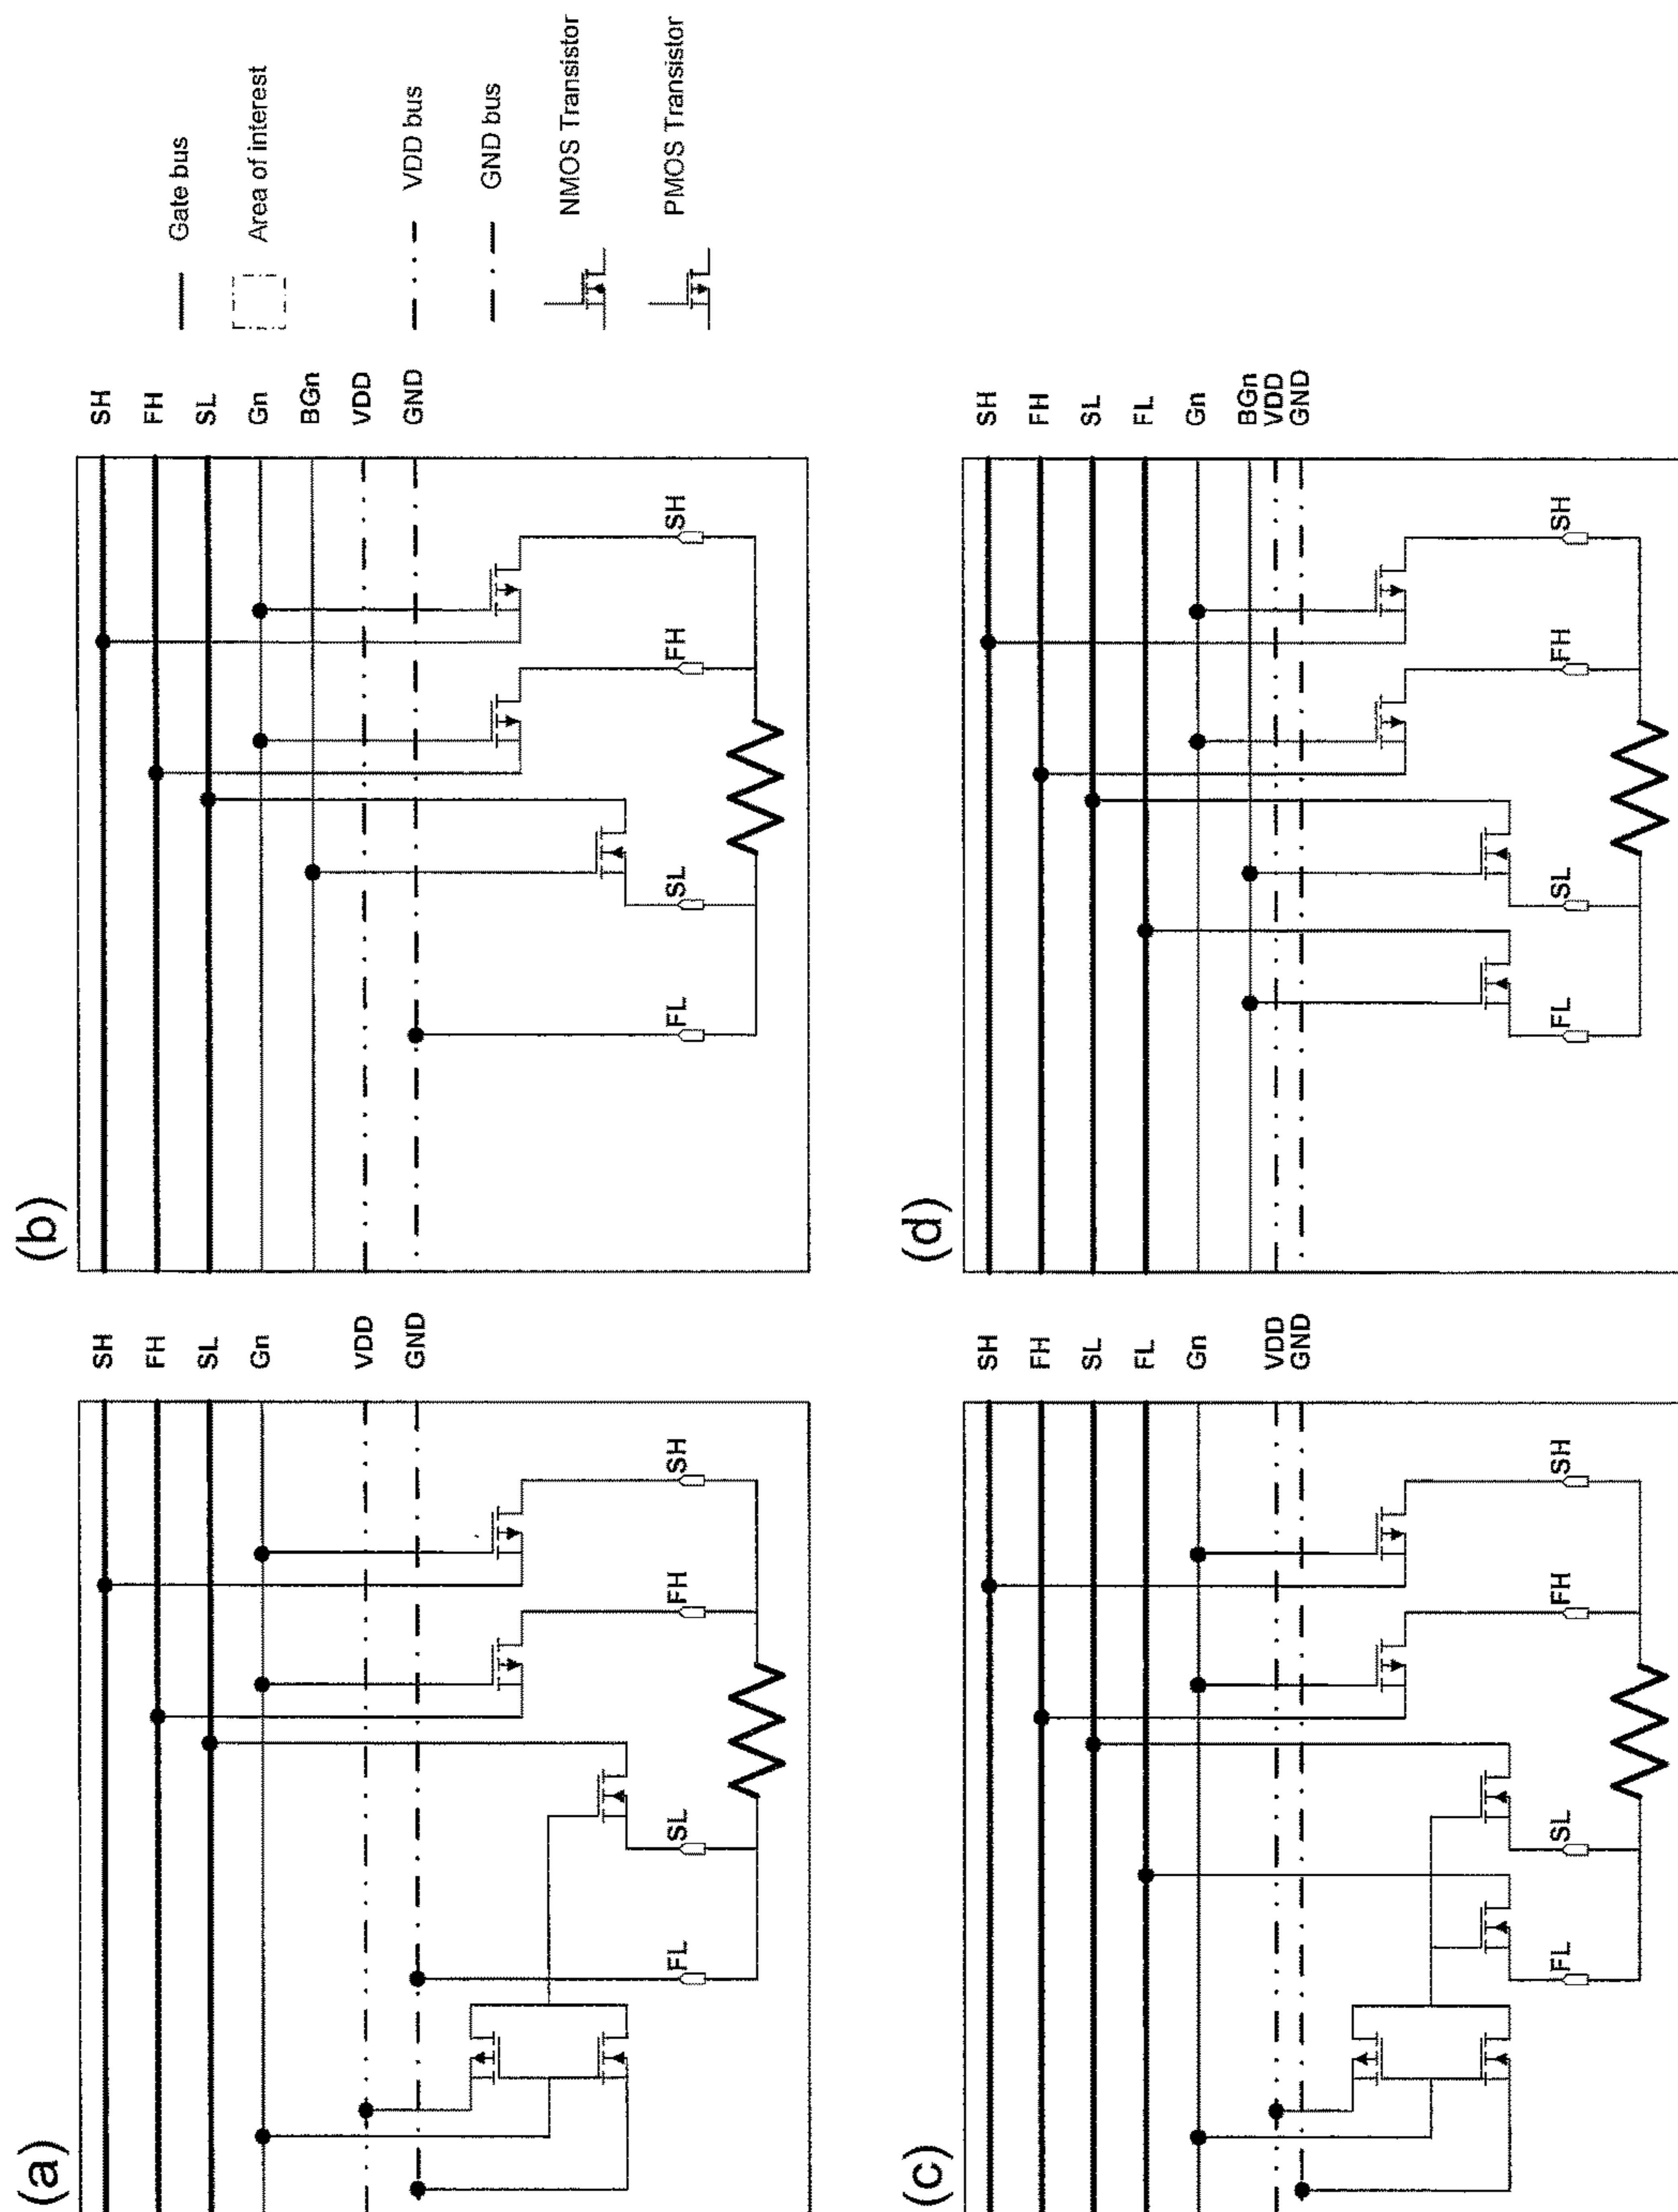 (a)
SH
FH
SL
Gn
VDD
GND
FL
SL
FH
SH
(b)
SH
FH
SL
Gn
BGn
VDD
GND
FL
SL
FH
SH
Gate bus
Area of interest
VDD bus
GND bus
NMOS Transistor
PMOS Transistor
(c)
SH
FH
SL
FL
Gn
VDD
GND
FL
SL
FH
SH
(d)
SH
FH
SL
FL
Gn
BGn
VDD
GND
FL
SL
FH
SH